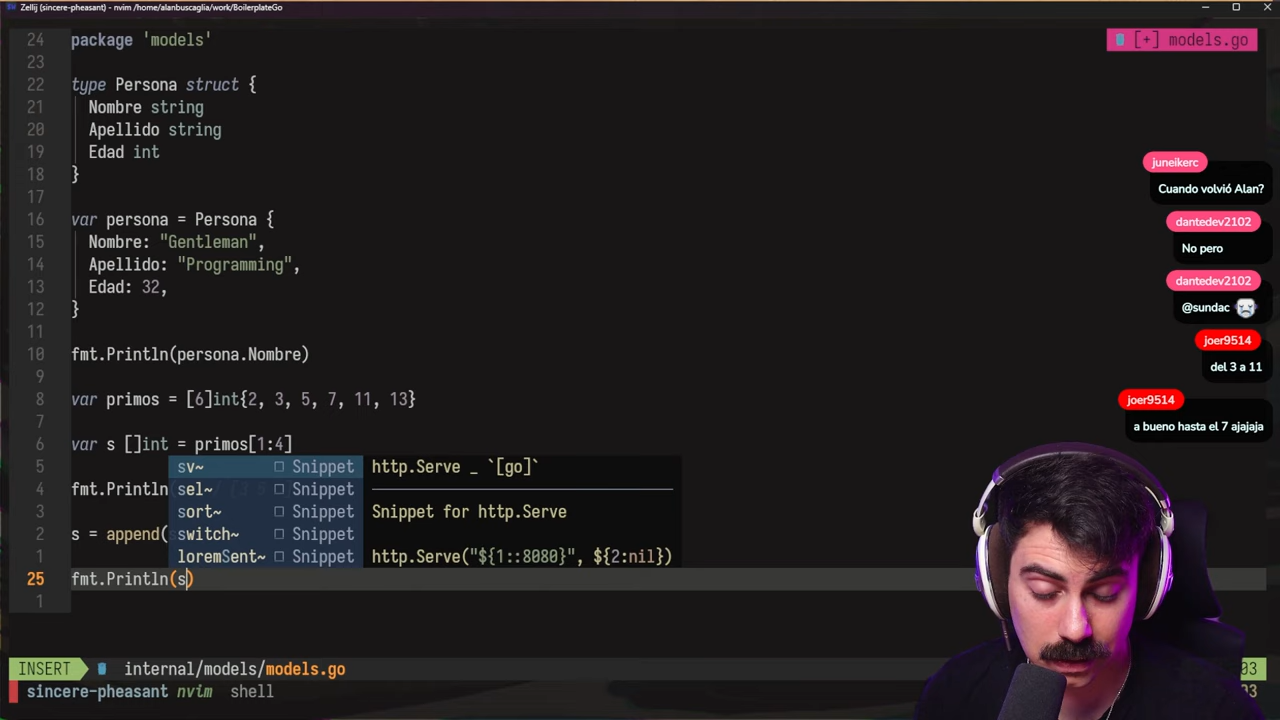 Zellij (sincere-pheasant) - nvim /home/alanbuscaglia/work/BoilerplateGo
[+] models.go
24 package 'models'
23
22 type Persona struct {
21 Nombre string
20 Apellido string
19 Edad int
18 }
17
16 var persona = Persona {
15 Nombre: "Gentleman",
14 Apellido: "Programming",
13 Edad: 32,
12 }
11
10 fmt.Println(persona.Nombre)
9
8 var primos = [6]int{2, 3, 5, 7, 11, 13}
7
6 var s []int = primos[1:4]
5
4 fmt.Println
3
2 s = append(
1
25 fmt.Println(s)
1
sv~ Snippet
sel~ Snippet
sort~ Snippet
switch~ Snippet
loremSent~ Snippet
http.Serve _ `[go]`
Snippet for http.Serve
http.Serve("${1::8080}", ${2:nil})
juneikerc
Cuando volvió Alan?
dantedev2102
No pero
dantedev2102
@sundac
joer9514
del 3 a 11
joer9514
a bueno hasta el 7 ajajaja
INSERT internal/models/models.go
sincere-pheasant nvim shell